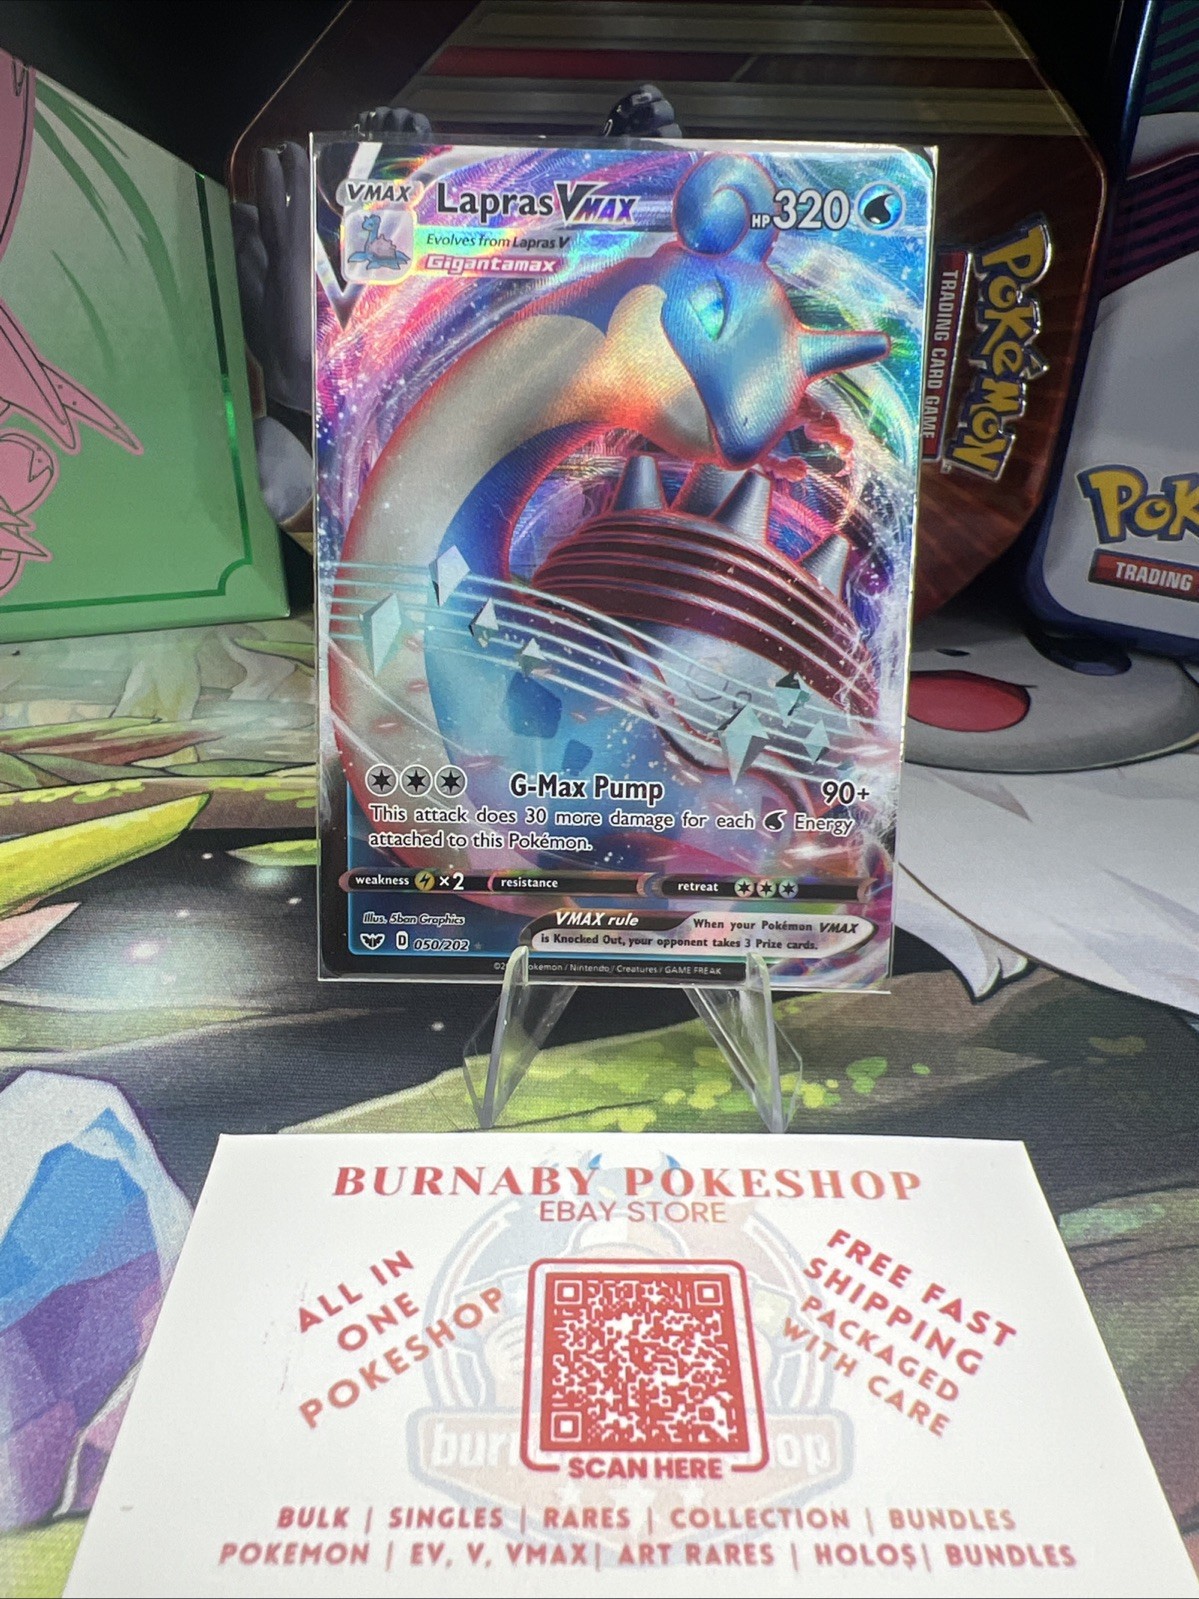 VMAX
Lapras VMAX
HP 320
Evolves from Lapras V
Gigantamax
G-Max Pump 90+
This attack does 30 more damage for each Energy
attached to this Pokémon.
weakness ×2 resistance retreat
Illus. 5ban Graphics
VMAX rule When your Pokémon VMAX
is Knocked Out, your opponent takes 3 Prize cards.
D 050/202
Pokémon / Nintendo / Creatures / GAME FREAK
POKÉMON
TRADING CARD GAME
TRADING
BURNABY POKESHOP
EBAY STORE
ALL IN
ONE
POKESHOP
FREE FAST
SHIPPING
PACKAGED
WITH CARE
SCAN HERE
BULK | SINGLES | RARES | COLLECTION | BUNDLES
POKEMON | EV, V, VMAX| ART RARES | HOLOS| BUNDLES